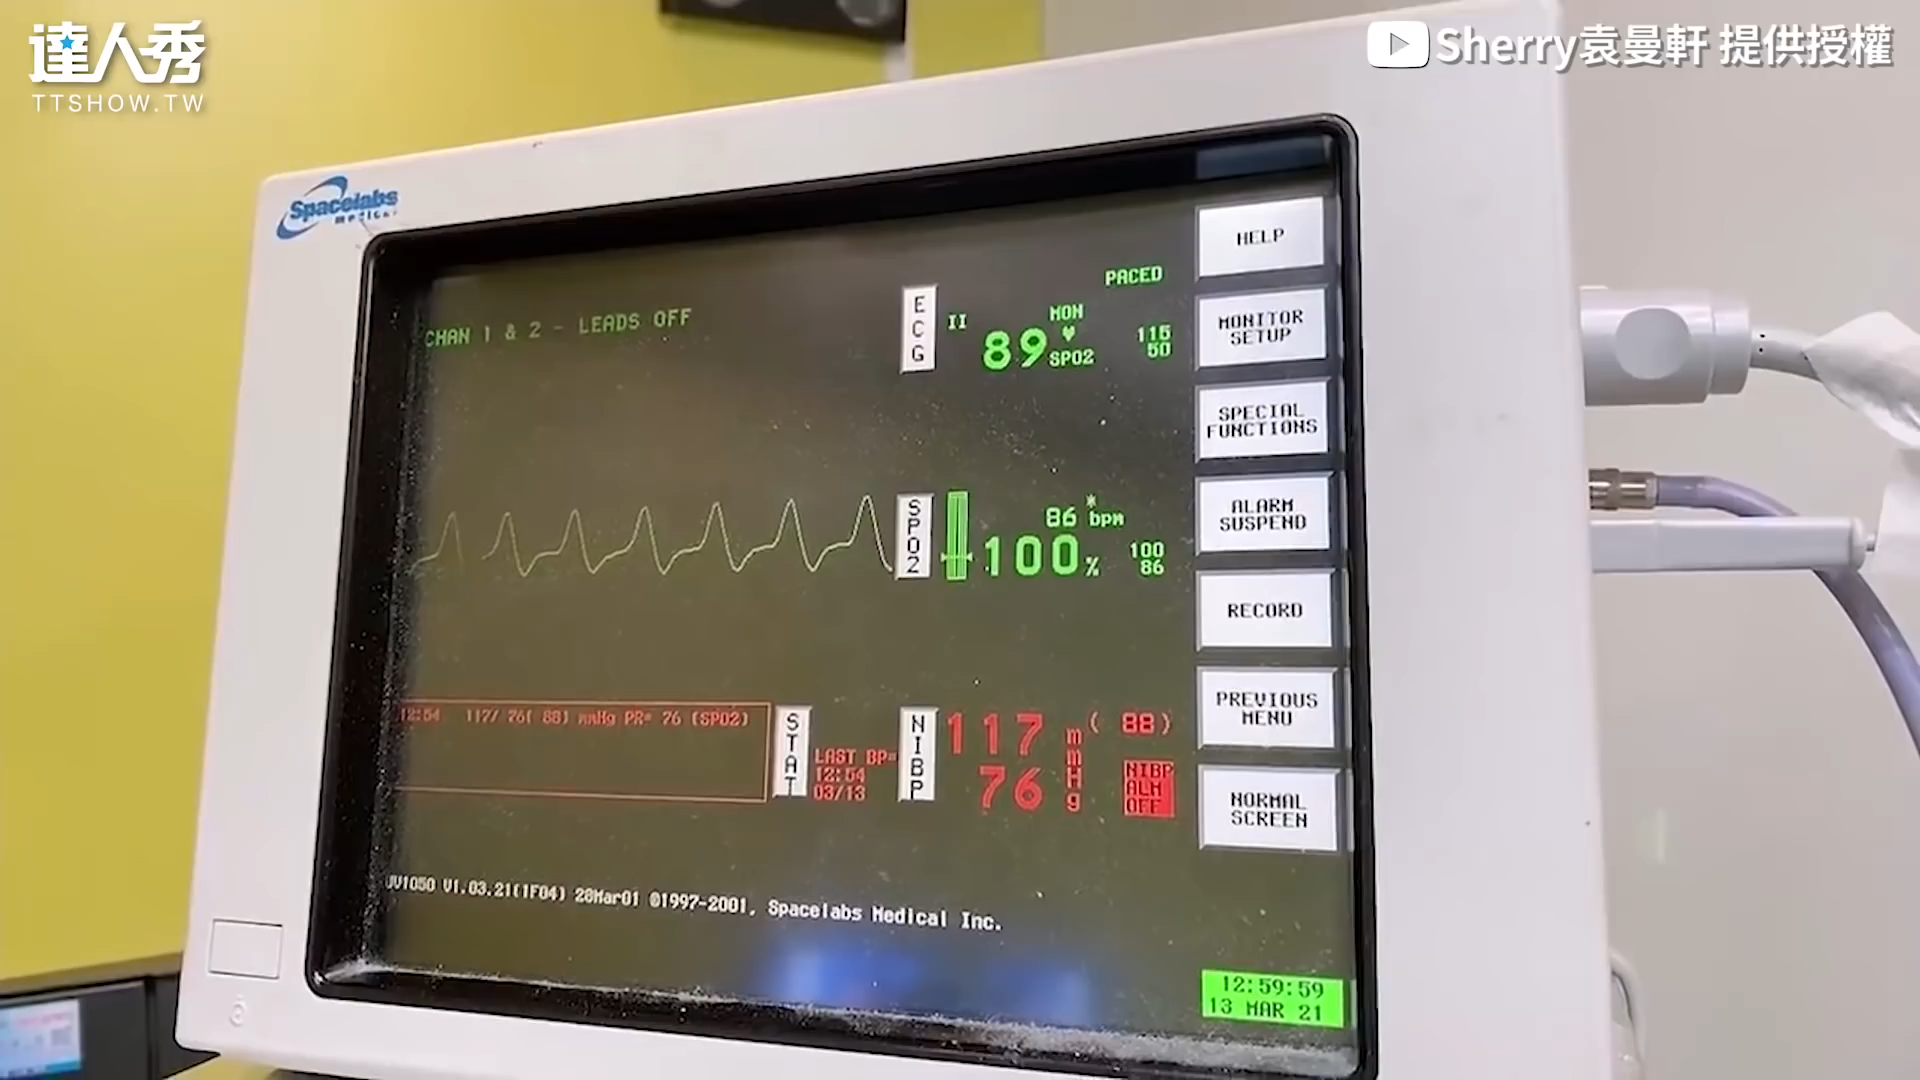 達人秀
TTSHOW.TW
Sherry袁曼軒 提供授權
Spacelabs
Medical
HELP
MONITOR
SETUP
SPECIAL
FUNCTIONS
ALARM
SUSPEND
RECORD
PREVIOUS
MENU
NORMAL
SCREEN
CHAN 1 & 2 - LEADS OFF
ECG
II
PACED
MON
89
SPO2
115
50
SPO2
86 bpm
*
100%
100
86
12:54 117/ 76( 88) mmHg PR= 76 (SPO2)
STAT
LAST BP=
12:54
03/13
NIBP
117
76
mmHg
(88)
NIBP
ALM
OFF
V1.03.21(1F04) 28Mar01 ©1997-2001, Spacelabs Medical Inc.
12:59:59
13 MAR 21